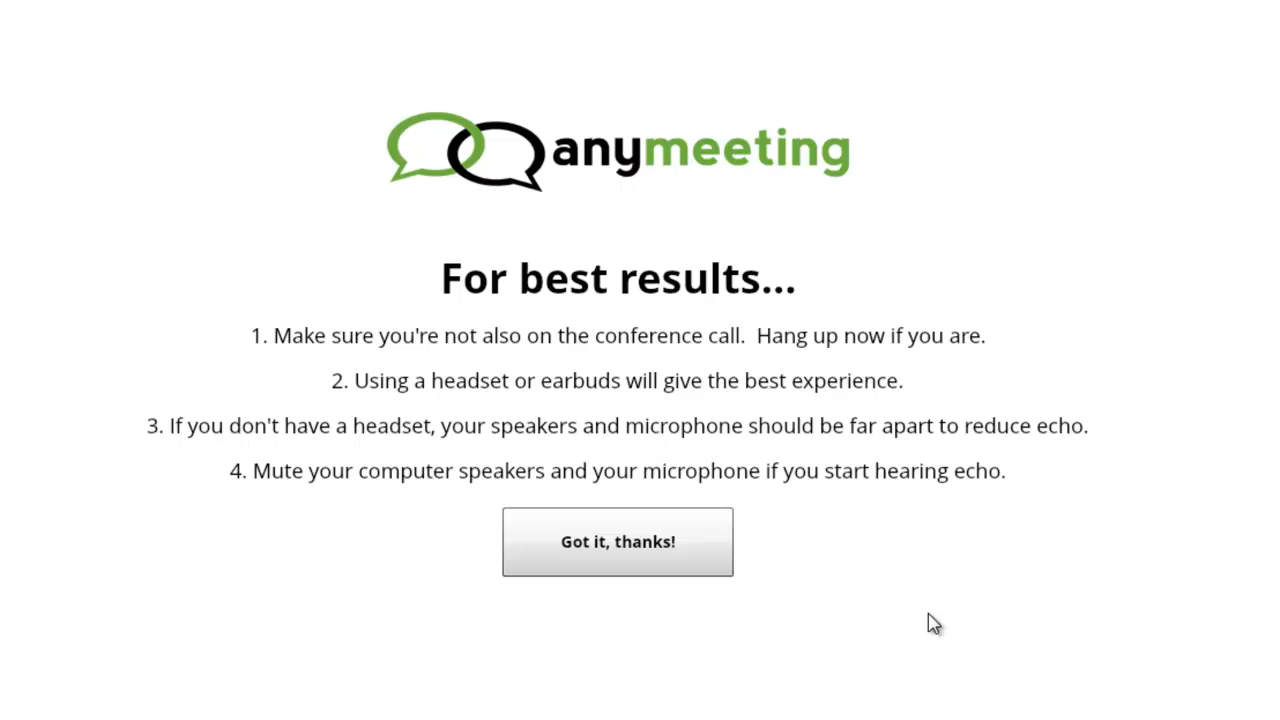 anymeeting
For best results...
1. Make sure you're not also on the conference call.  Hang up now if you are.
2. Using a headset or earbuds will give the best experience.
3. If you don't have a headset, your speakers and microphone should be far apart to reduce echo.
4. Mute your computer speakers and your microphone if you start hearing echo.
Got it, thanks!